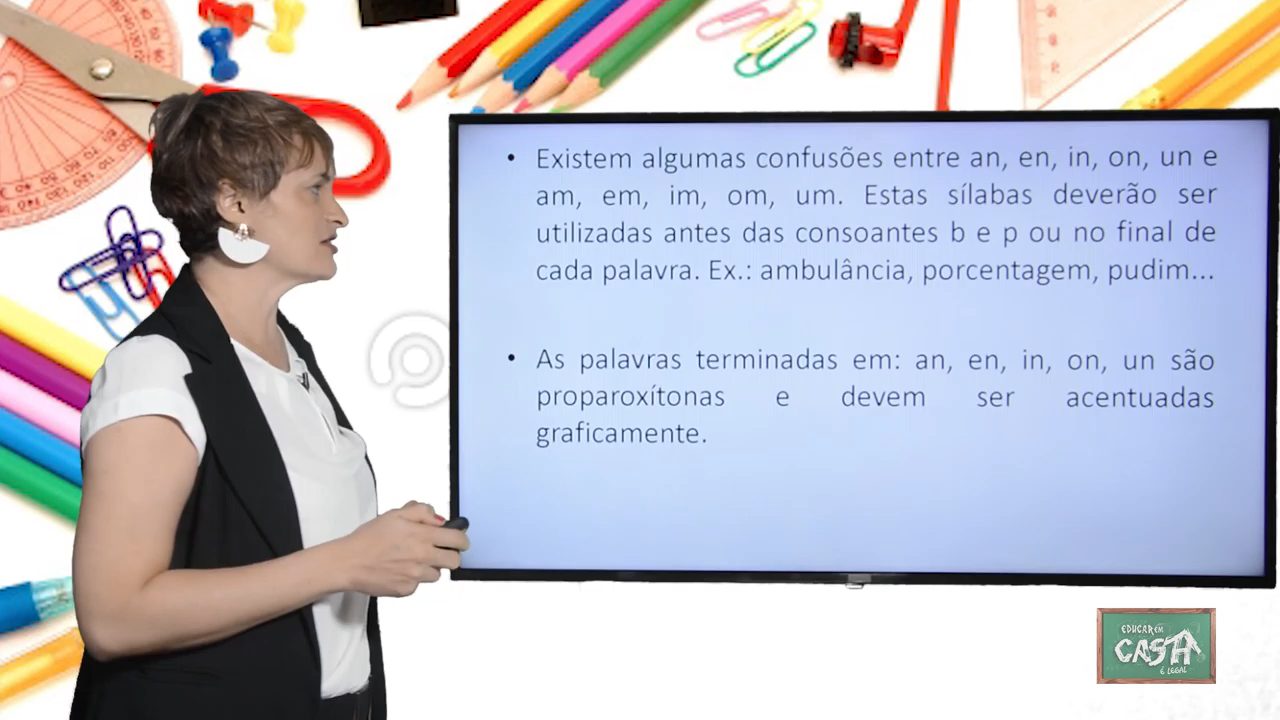 • Existem algumas confusões entre an, en, in, on, un e
am, em, im, om, um. Estas sílabas deverão ser
utilizadas antes das consoantes b e p ou no final de
cada palavra. Ex.: ambulância, porcentagem, pudim...
• As palavras terminadas em: an, en, in, on, un são
proparoxítonas e devem ser acentuadas
graficamente.
EDUCAR EM
CASA
É LEGAL